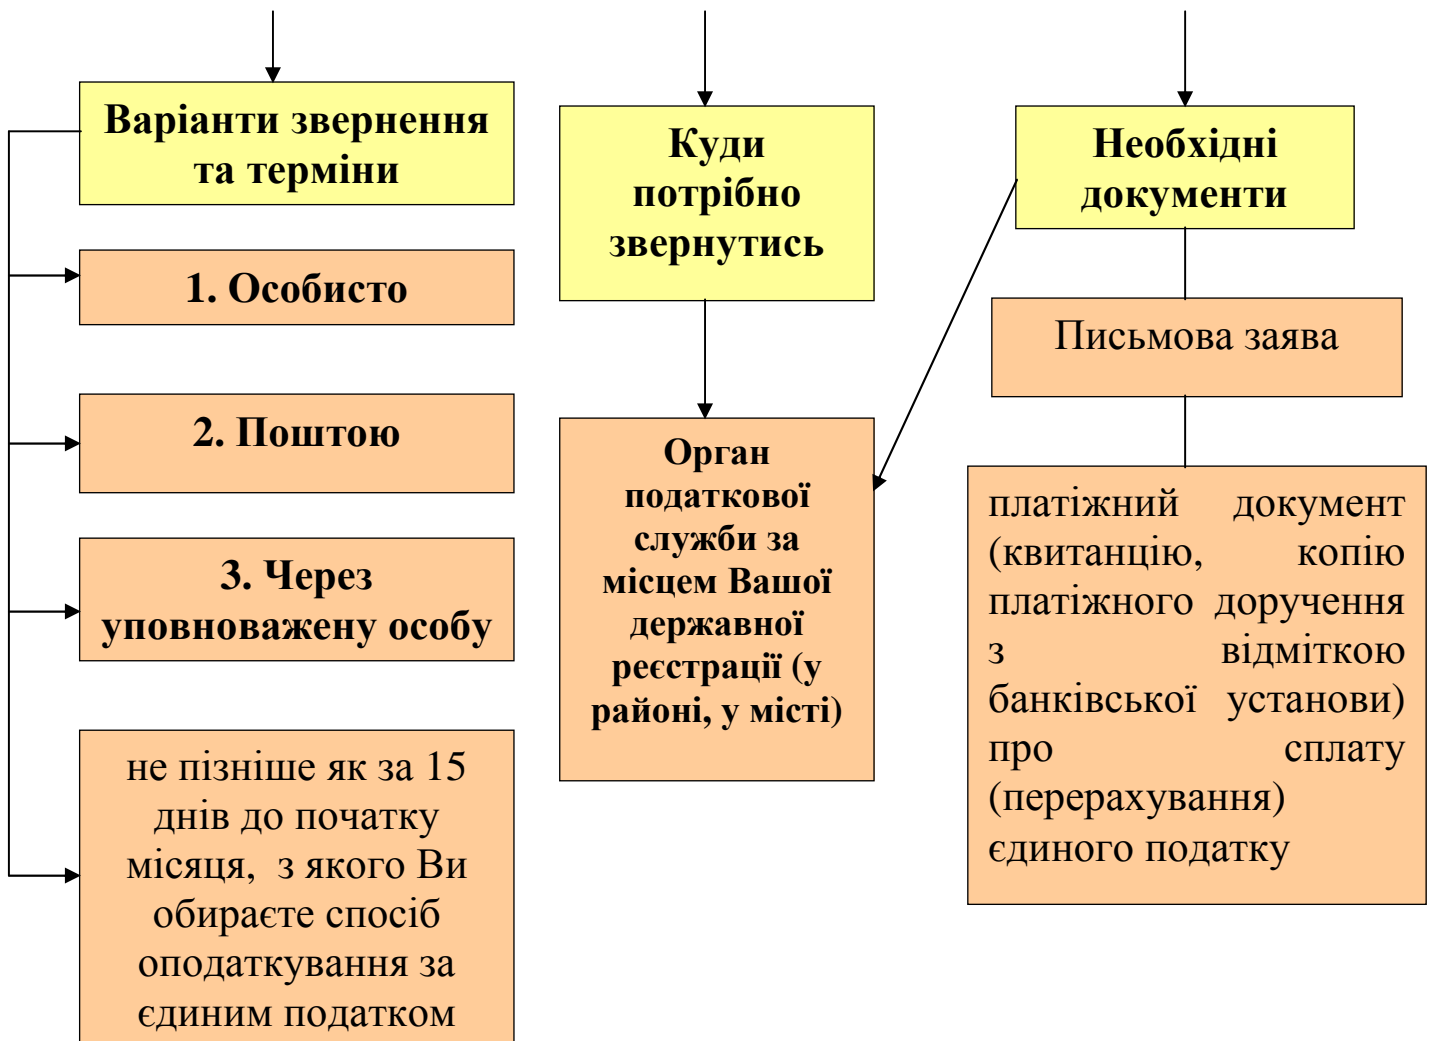 Варіанти звернення
та терміни
1. Особисто
2. Поштою
3. Через
уповноважену особу
не пізніше як за 15
днів до початку
місяця, з якого Ви
обираєте спосіб
оподаткування за
єдиним податком
Куди
потрібно
звернутись
Орган
податкової
служби за
місцем Вашої
державної
реєстрації (у
районі, у місті)
Необхідні
документи
Письмова заява
платіжний документ
(квитанцію, копію
платіжного доручення
з відміткою
банківської установи)
про сплату
(перерахування)
єдиного податку